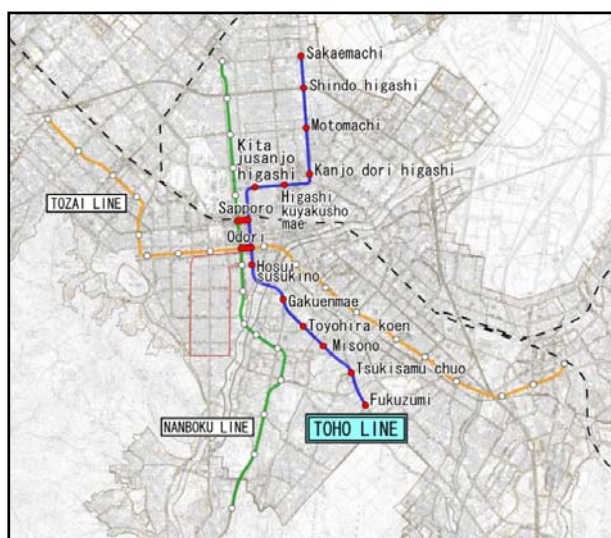 Sakaemachi
Shindo higashi
Motomachi
Kita
jusanjo
higashi
Kanjo dori higashi
Higashi
kuyakusho
mae
TOZAI LINE
Sapporo
Odori
Hosui
susukino
Gakuenmae
Toyohira koen
Misono
Tsukisamu chuo
Fukuzumi
NANBOKU LINE
TOHO LINE